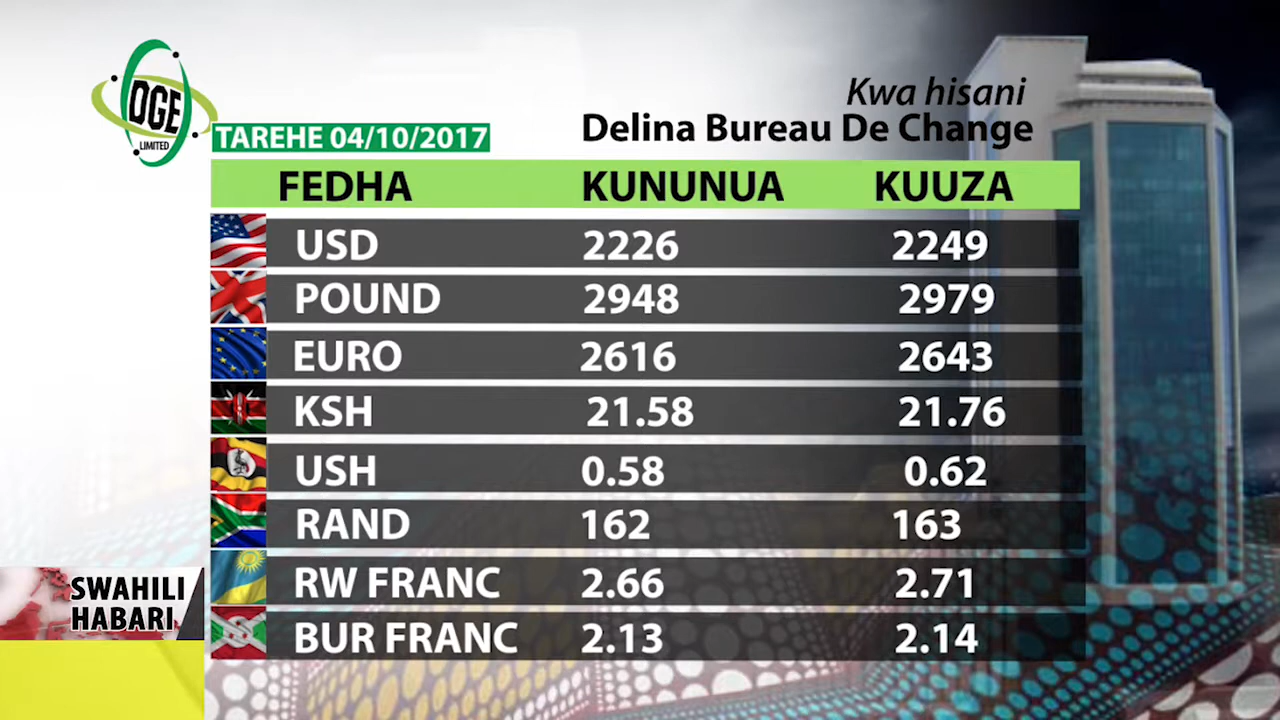 DGE
LIMITED
TAREHE 04/10/2017
Kwa hisani
Delina Bureau De Change
FEDHA KUNUNUA KUUZA
USD 2226 2249
POUND 2948 2979
EURO 2616 2643
KSH 21.58 21.76
USH 0.58 0.62
RAND 162 163
RW FRANC 2.66 2.71
BUR FRANC 2.13 2.14
SWAHILI
HABARI